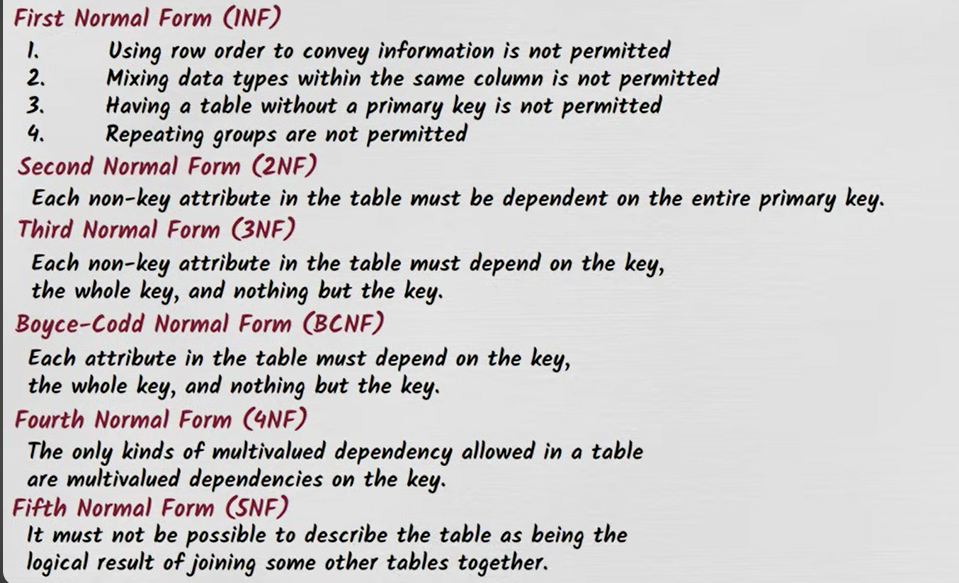 First Normal Form (1NF)
1. Using row order to convey information is not permitted
2. Mixing data types within the same column is not permitted
3. Having a table without a primary key is not permitted
4. Repeating groups are not permitted
Second Normal Form (2NF)
Each non-key attribute in the table must be dependent on the entire primary key.
Third Normal Form (3NF)
Each non-key attribute in the table must depend on the key,
the whole key, and nothing but the key.
Boyce-Codd Normal Form (BCNF)
Each attribute in the table must depend on the key,
the whole key, and nothing but the key.
Fourth Normal Form (4NF)
The only kinds of multivalued dependency allowed in a table
are multivalued dependencies on the key.
Fifth Normal Form (5NF)
It must not be possible to describe the table as being the
logical result of joining some other tables together.